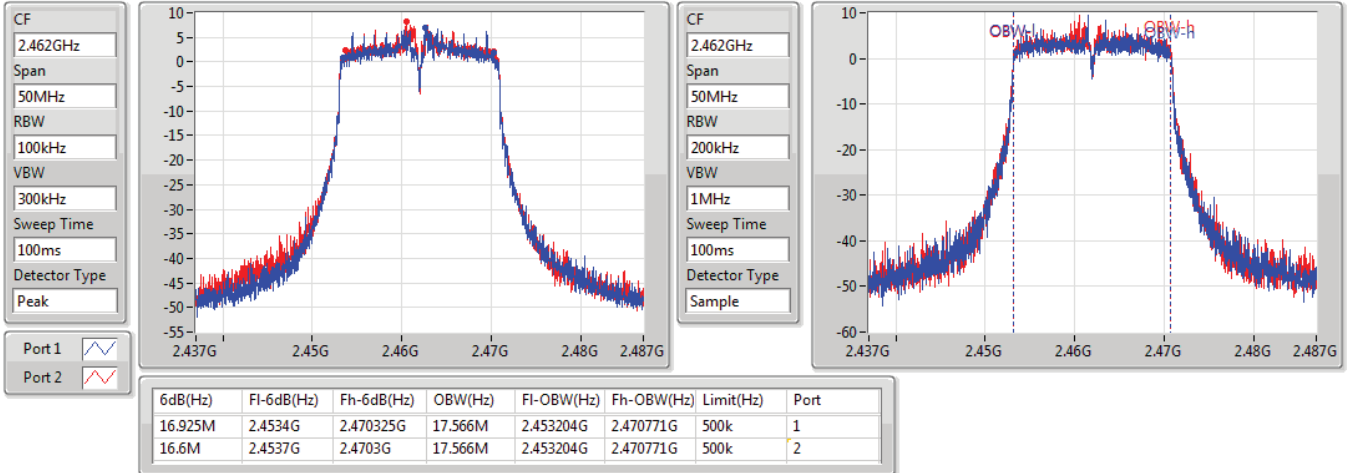 CF
2.462GHz
Span
50MHz
RBW
100kHz
VBW
300kHz
Sweep Time
100ms
Detector Type
Peak
10
5
0
-5
-10
-15
-20
-25
-30
-35
-40
-45
-50
-55
2.437G 2.45G 2.46G 2.47G 2.48G 2.487G
Port 1
Port 2
CF
2.462GHz
Span
50MHz
RBW
200kHz
VBW
1MHz
Sweep Time
100ms
Detector Type
Sample
10
0
-10
-20
-30
-40
-50
-60
OBW-
OBW-h
OBW-h
2.437G 2.45G 2.46G 2.47G 2.48G 2.487G
6dB(Hz) Fl-6dB(Hz) Fh-6dB(Hz) OBW(Hz) Fl-OBW(Hz) Fh-OBW(Hz) Limit(Hz) Port
16.925M 2.4534G 2.470325G 17.566M 2.453204G 2.470771G 500k 1
16.6M 2.4537G 2.4703G 17.566M 2.453204G 2.470771G 500k 2